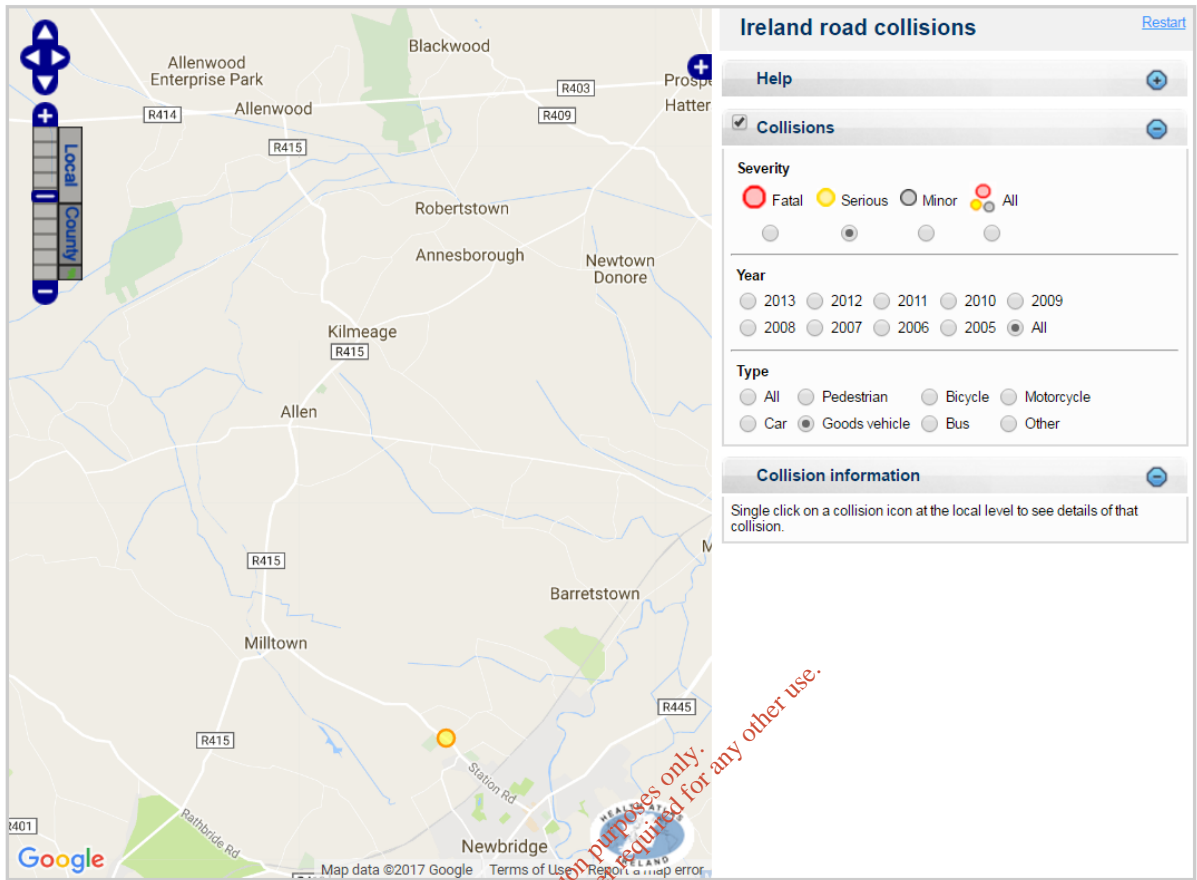 Ireland road collisions
Restart
Help
Collisions
Severity
Fatal Serious Minor All
Year
2013 2012 2011 2010 2009
2008 2007 2006 2005 All
Type
All Pedestrian Bicycle Motorcycle
Car Goods vehicle Bus Other
Collision information
Single click on a collision icon at the local level to see details of that
collision.
Blackwood
Allenwood
Enterprise Park
R403
R414
Allenwood
R409
Hatter
R415
Local
County
Robertstown
Annesborough
Newtown
Donore
Kilmeage
R415
Allen
R415
Barretstown
Milltown
R445
R415
Station Rd
Rathbride Rd
Newbridge
Google
Map data ©2017 Google Terms of Use Report a map error
purposes only.
required for any other use.